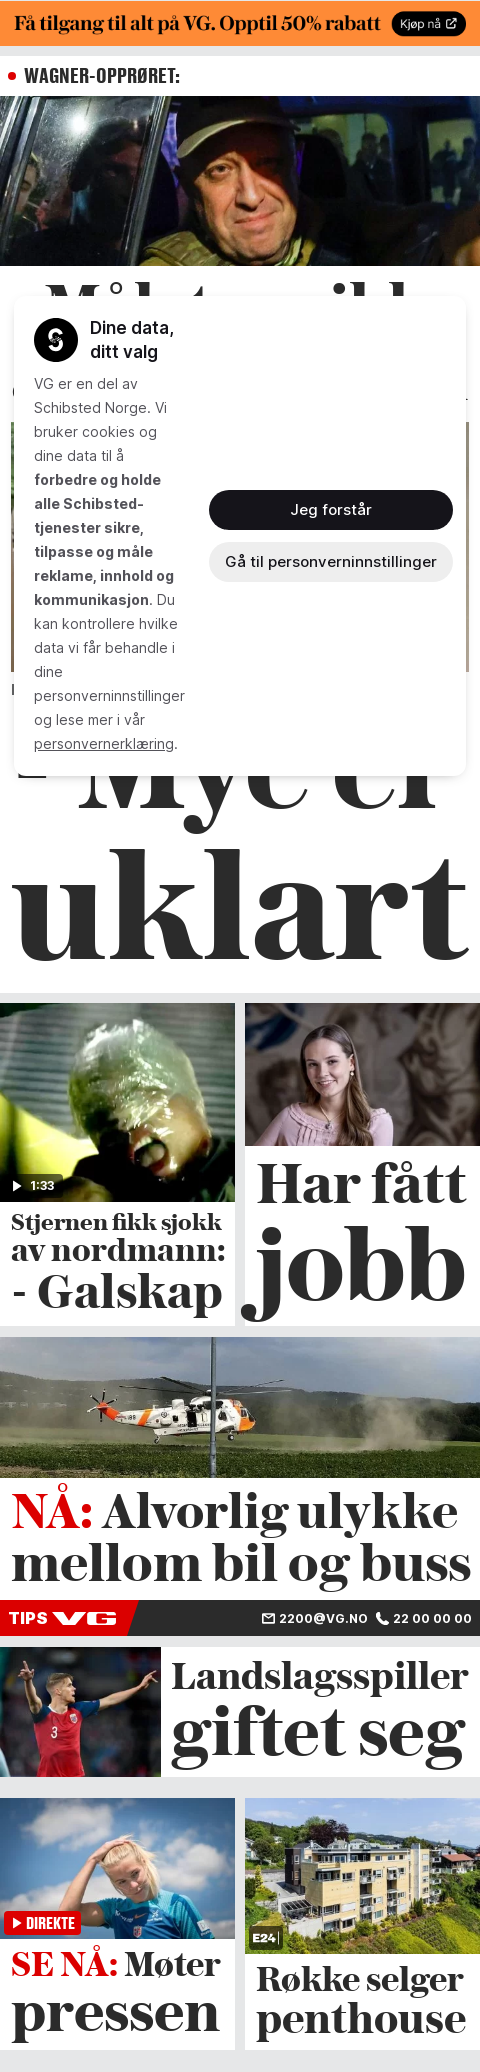 Få tilgang til alt på VG. Opptil 50% rabatt
Kjøp nå
WAGNER-OPPRØRET:
Dine data,
ditt valg
VG er en del av
Schibsted Norge. Vi
bruker cookies og
dine data til å
forbedre og holde
alle Schibsted-
tjenester sikre,
tilpasse og måle
reklame, innhold og
kommunikasjon. Du
kan kontrollere hvilke
data vi får behandle i
dine
personverninnstillinger
og lese mer i vår
personvernerklæring.
Jeg forstår
Gå til personverninnstillinger
- Mye er
uklart
1:33
Stjernen fikk sjokk
av nordmann:
- Galskap
Har fått
jobb
NÅ: Alvorlig ulykke
mellom bil og buss
TIPS VG
2200@VG.NO 22 00 00 00
3
Landslagsspiller
giftet seg
DIREKTE
SE NÅ: Møter
pressen
E24
Røkke selger
penthouse